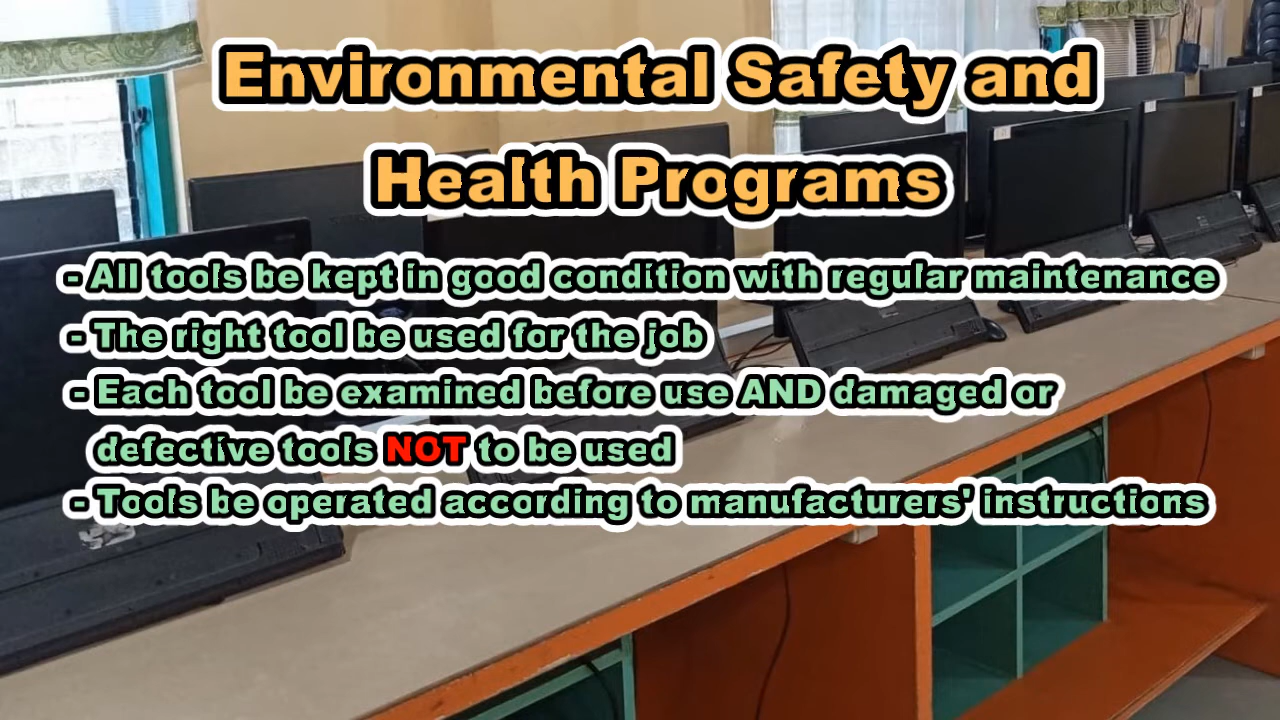 Environmental Safety and
Health Programs
- All tools be kept in good condition with regular maintenance
- The right tool be used for the job
- Each tool be examined before use AND damaged or
defective tools NOT to be used
- Tools be operated according to manufacturers' instructions